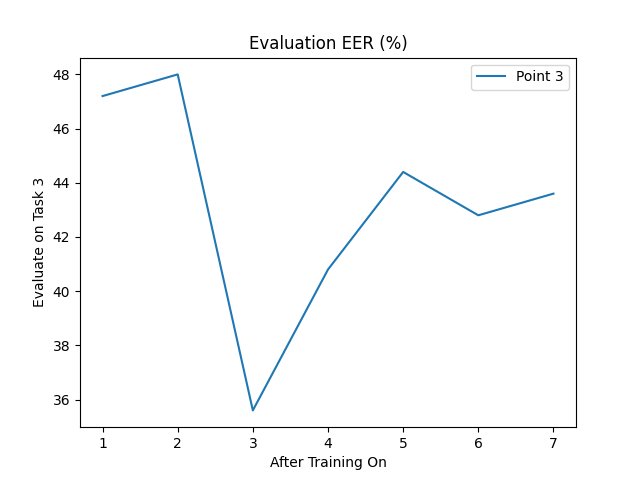 Evaluation EER (%)
Point 3
Evaluate on Task 3
48
46
44
42
40
38
36
1 2 3 4 5 6 7
After Training On